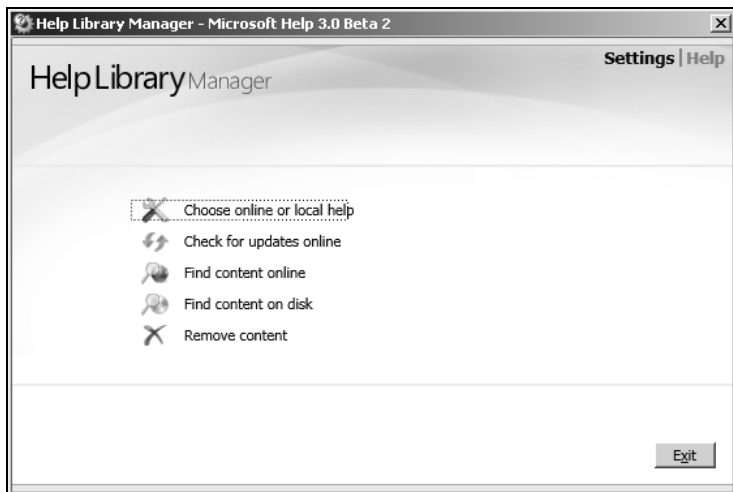 Help Library Manager - Microsoft Help 3.0 Beta 2
Settings | Help
HelpLibraryManager
Choose online or local help
Check for updates online
Find content online
Find content on disk
Remove content
Exit